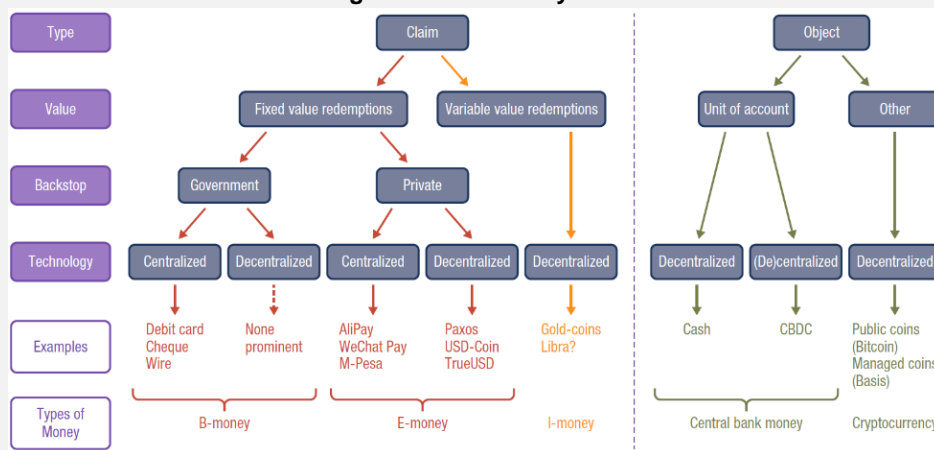 Type
Claim
Object
Value
Fixed value redemptions
Variable value redemptions
Unit of account
Other
Backstop
Government
Private
Technology
Centralized
Decentralized
Centralized
Decentralized
Decentralized
Decentralized
(De)centralized
Decentralized
Examples
Debit card
Cheque
Wire
None
prominent
AliPay
WeChat Pay
M-Pesa
Paxos
USD-Coin
TrueUSD
Gold-coins
Libra?
Cash
CBDC
Public coins
(Bitcoin)
Managed coins
(Basis)
Types of
Money
B-money
E-money
I-money
Central bank money
Cryptocurrency